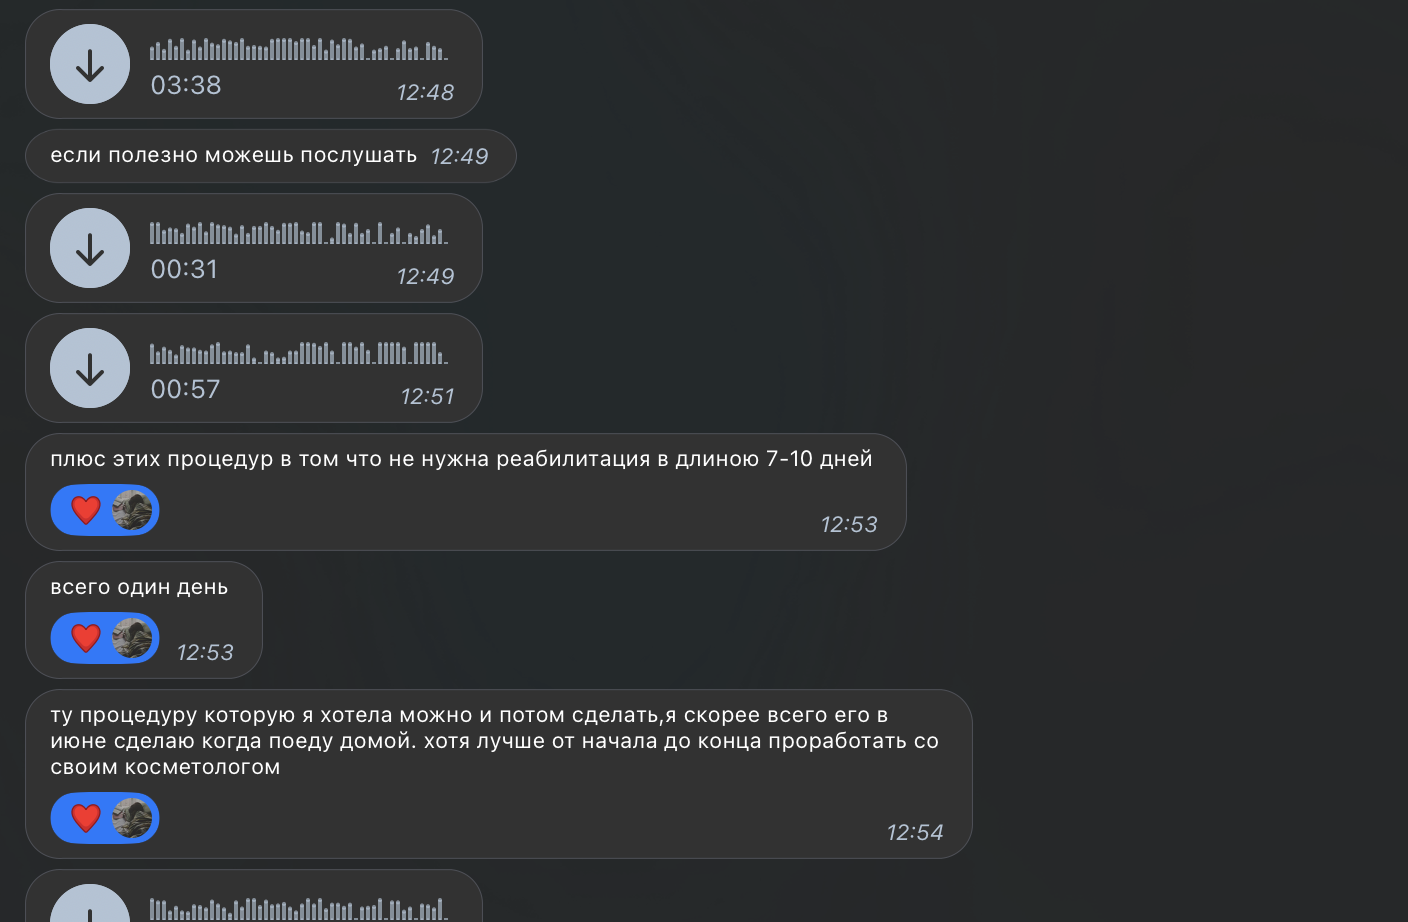 03:38
12:48
если полезно можешь послушать 12:49
00:31
12:49
00:57
12:51
плюс этих процедур в том что не нужна реабилитация в длиною 7-10 дней
12:53
всего один день
12:53
ту процедуру которую я хотела можно и потом сделать,я скорее всего его в
июне сделаю когда поеду домой. хотя лучше от начала до конца проработать со
своим косметологом
12:54